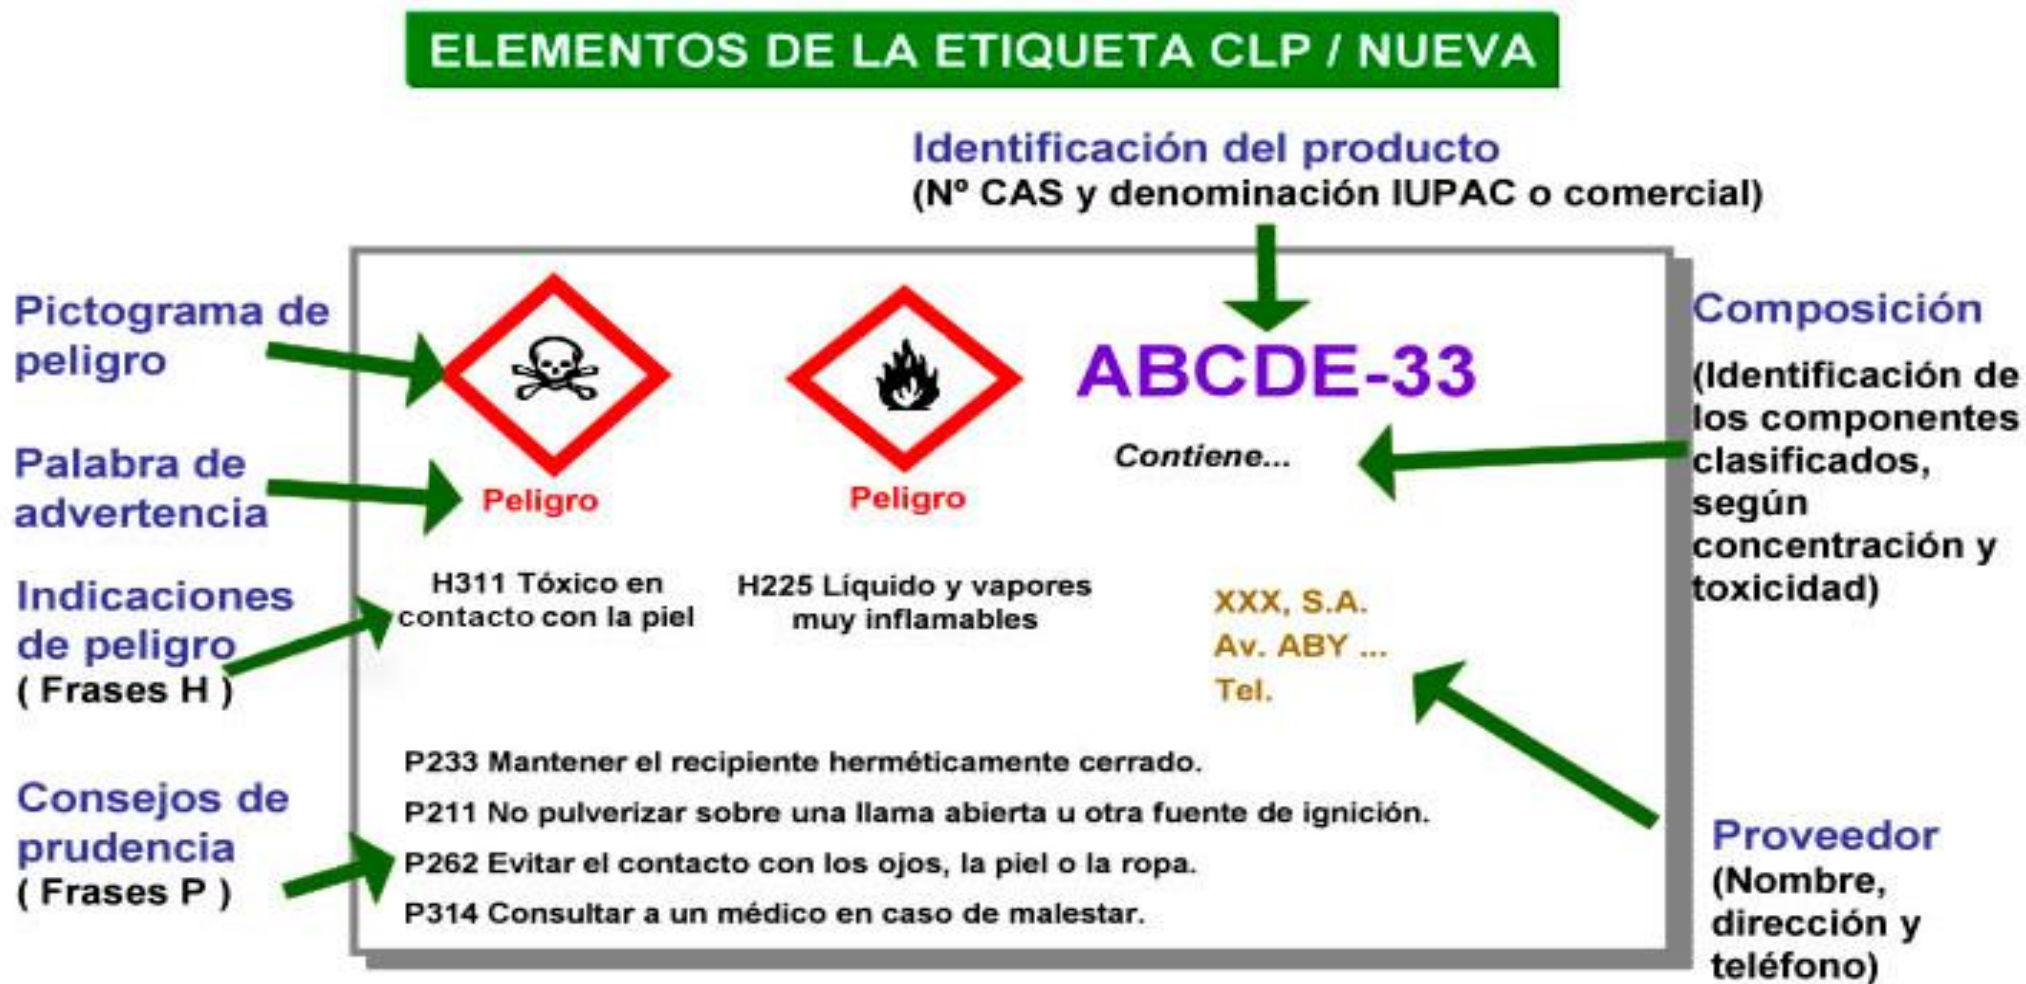 ELEMENTOS DE LA ETIQUETA CLP / NUEVA
Identificación del producto
(Nº CAS y denominación IUPAC o comercial)
Pictograma de
peligro
Palabra de
advertencia
Indicaciones
de peligro
( Frases H )
Consejos de
prudencia
( Frases P )
Peligro
H311 Tóxico en
contacto con la piel
Peligro
H225 Líquido y vapores
muy inflamables
ABCDE-33
Contiene...
XXX, S.A.
Av. ABY ...
Tel.
P233 Mantener el recipiente herméticamente cerrado.
P211 No pulverizar sobre una llama abierta u otra fuente de ignición.
P262 Evitar el contacto con los ojos, la piel o la ropa.
P314 Consultar a un médico en caso de malestar.
Composición
(Identificación de
los componentes
clasificados,
según
concentración y
toxicidad)
Proveedor
(Nombre,
dirección y
teléfono)